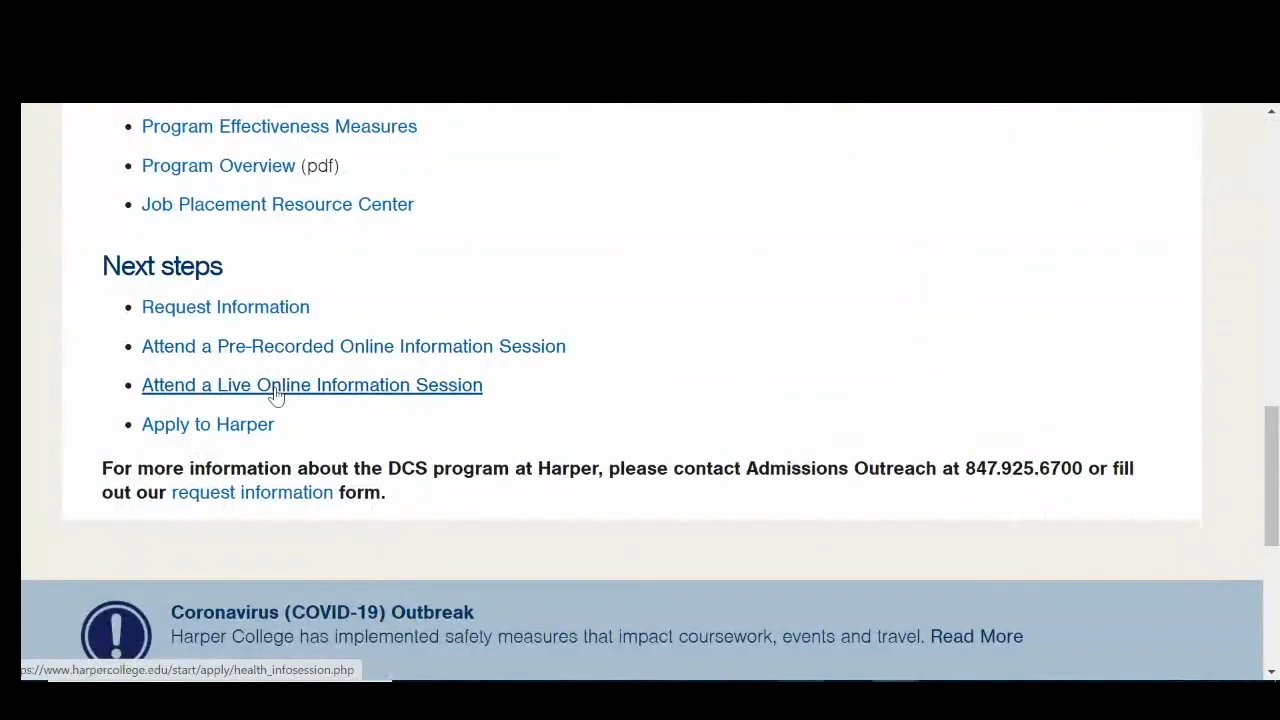 Program Effectiveness Measures
Program Overview (pdf)
Job Placement Resource Center
Next steps
Request Information
Attend a Pre-Recorded Online Information Session
Attend a Live Online Information Session
Apply to Harper
For more information about the DCS program at Harper, please contact Admissions Outreach at 847.925.6700 or fill
out our request information form.
Coronavirus (COVID-19) Outbreak
Harper College has implemented safety measures that impact coursework, events and travel. Read More
ps://www.harpercollege.edu/start/apply/health_infosession.php